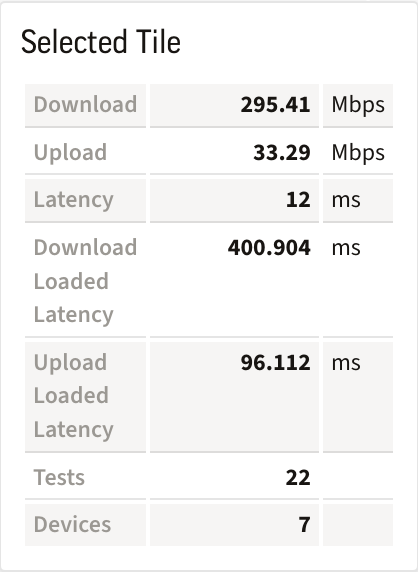 Selected Tile
Download 295.41 Mbps
Upload 33.29 Mbps
Latency 12 ms
Download 400.904 ms
Loaded
Latency
Upload 96.112 ms
Loaded
Latency
Tests 22
Devices 7